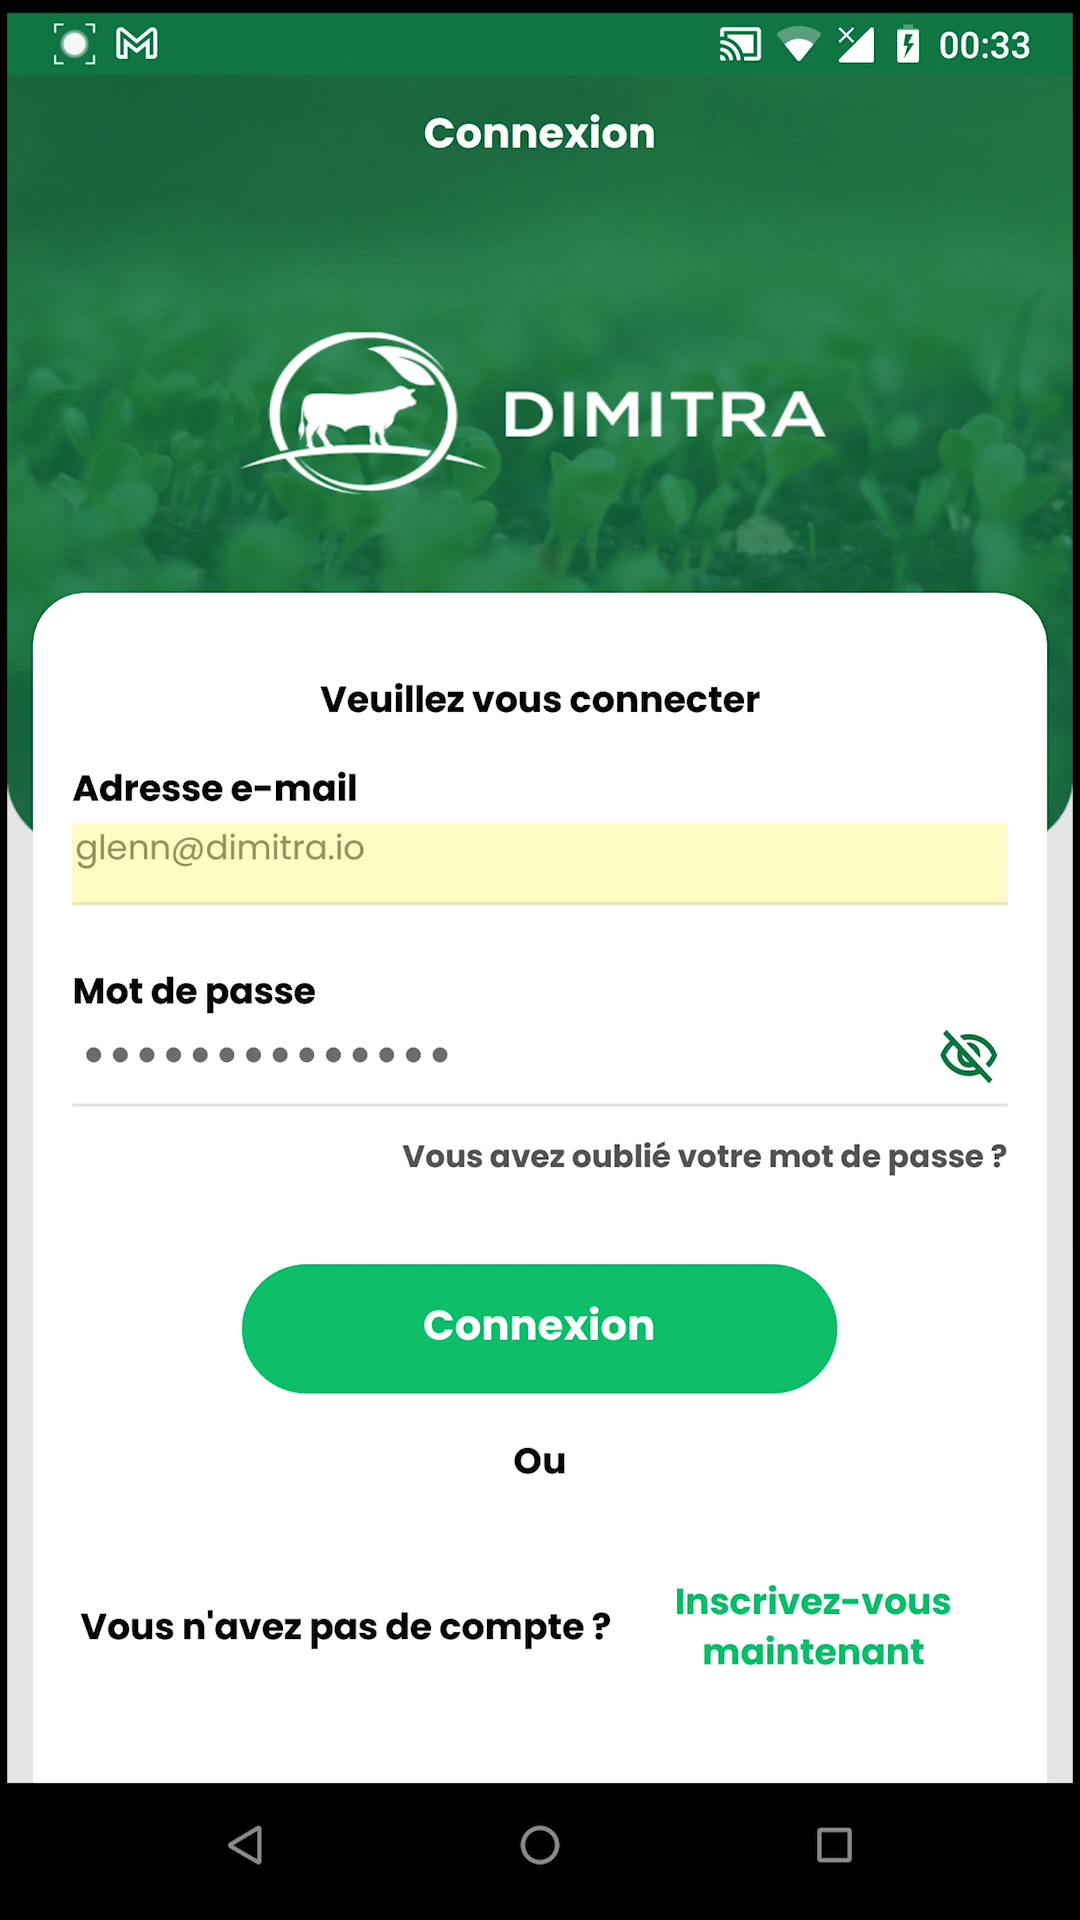 00:33
Connexion
DIMITRA
Veuillez vous connecter
Adresse e-mail
glenn@dimitra.io
Mot de passe
Vous avez oublié votre mot de passe ?
Connexion
Ou
Vous n'avez pas de compte ?
Inscrivez-vous
maintenant